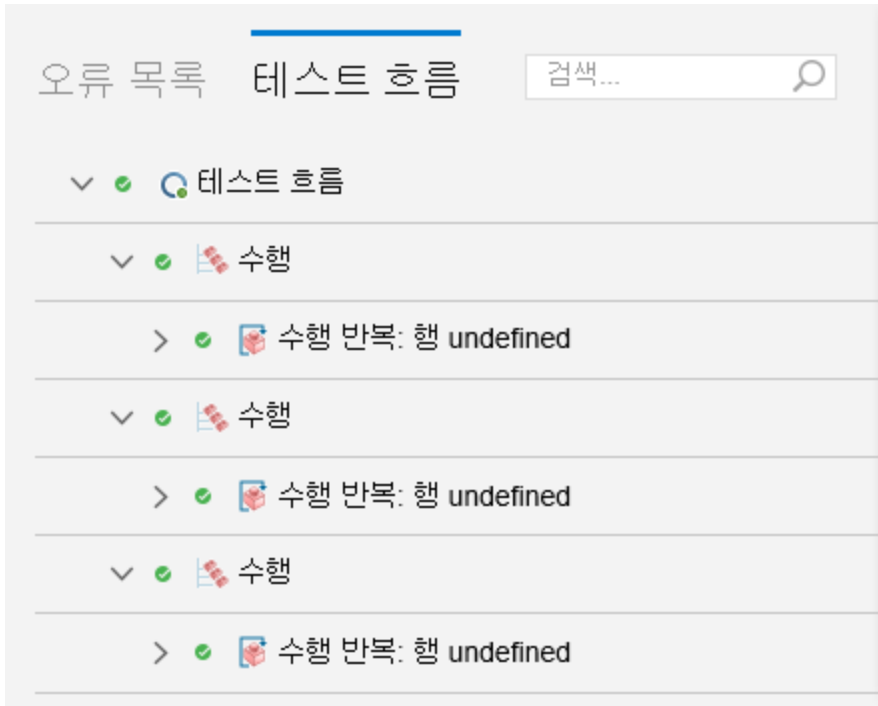 오류 목록 테스트 흐름 검색...
테스트 흐름
수행
수행 반복: 행 undefined
수행
수행 반복: 행 undefined
수행
수행 반복: 행 undefined